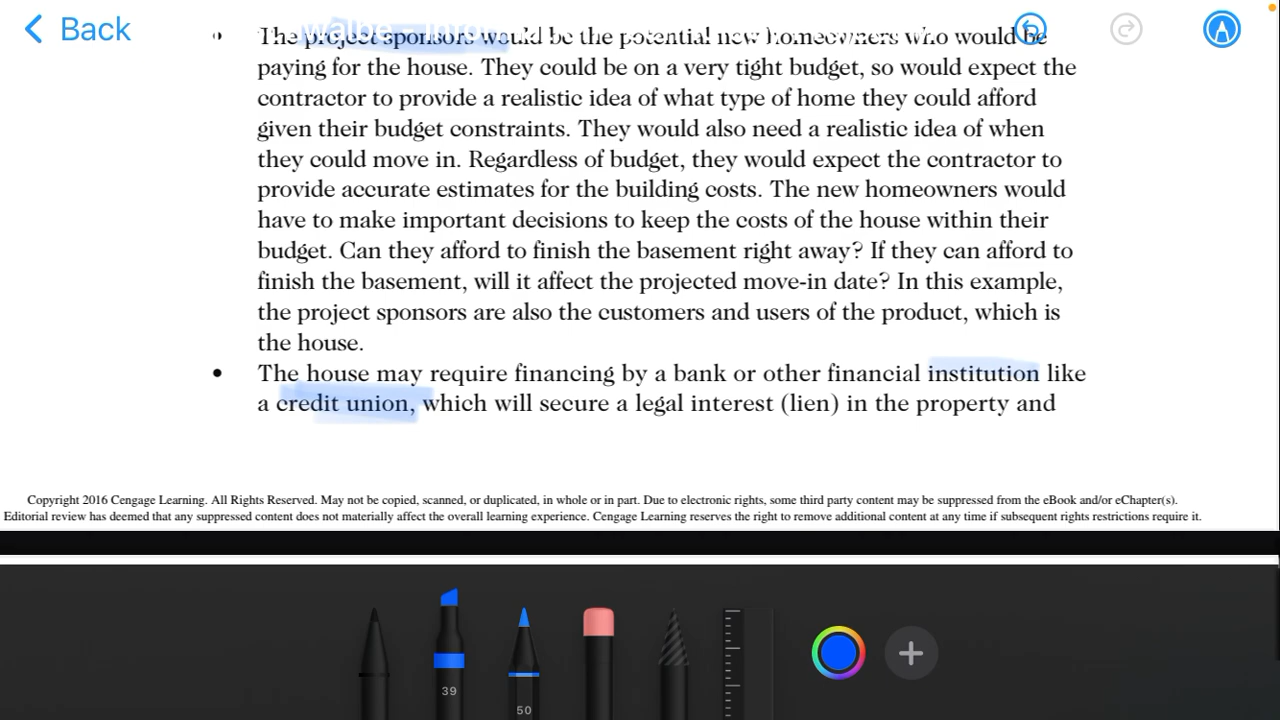 Back
The project sponsors would be the potential new homeowners who would be
paying for the house. They could be on a very tight budget, so would expect the
contractor to provide a realistic idea of what type of home they could afford
given their budget constraints. They would also need a realistic idea of when
they could move in. Regardless of budget, they would expect the contractor to
provide accurate estimates for the building costs. The new homeowners would
have to make important decisions to keep the costs of the house within their
budget. Can they afford to finish the basement right away? If they can afford to
finish the basement, will it affect the projected move-in date? In this example,
the project sponsors are also the customers and users of the product, which is
the house.
• The house may require financing by a bank or other financial institution like
a credit union, which will secure a legal interest (lien) in the property and
Copyright 2016 Cengage Learning. All Rights Reserved. May not be copied, scanned, or duplicated, in whole or in part. Due to electronic rights, some third party content may be suppressed from the eBook and/or eChapter(s).
Editorial review has deemed that any suppressed content does not materially affect the overall learning experience. Cengage Learning reserves the right to remove additional content at any time if subsequent rights restrictions require it.
39
50